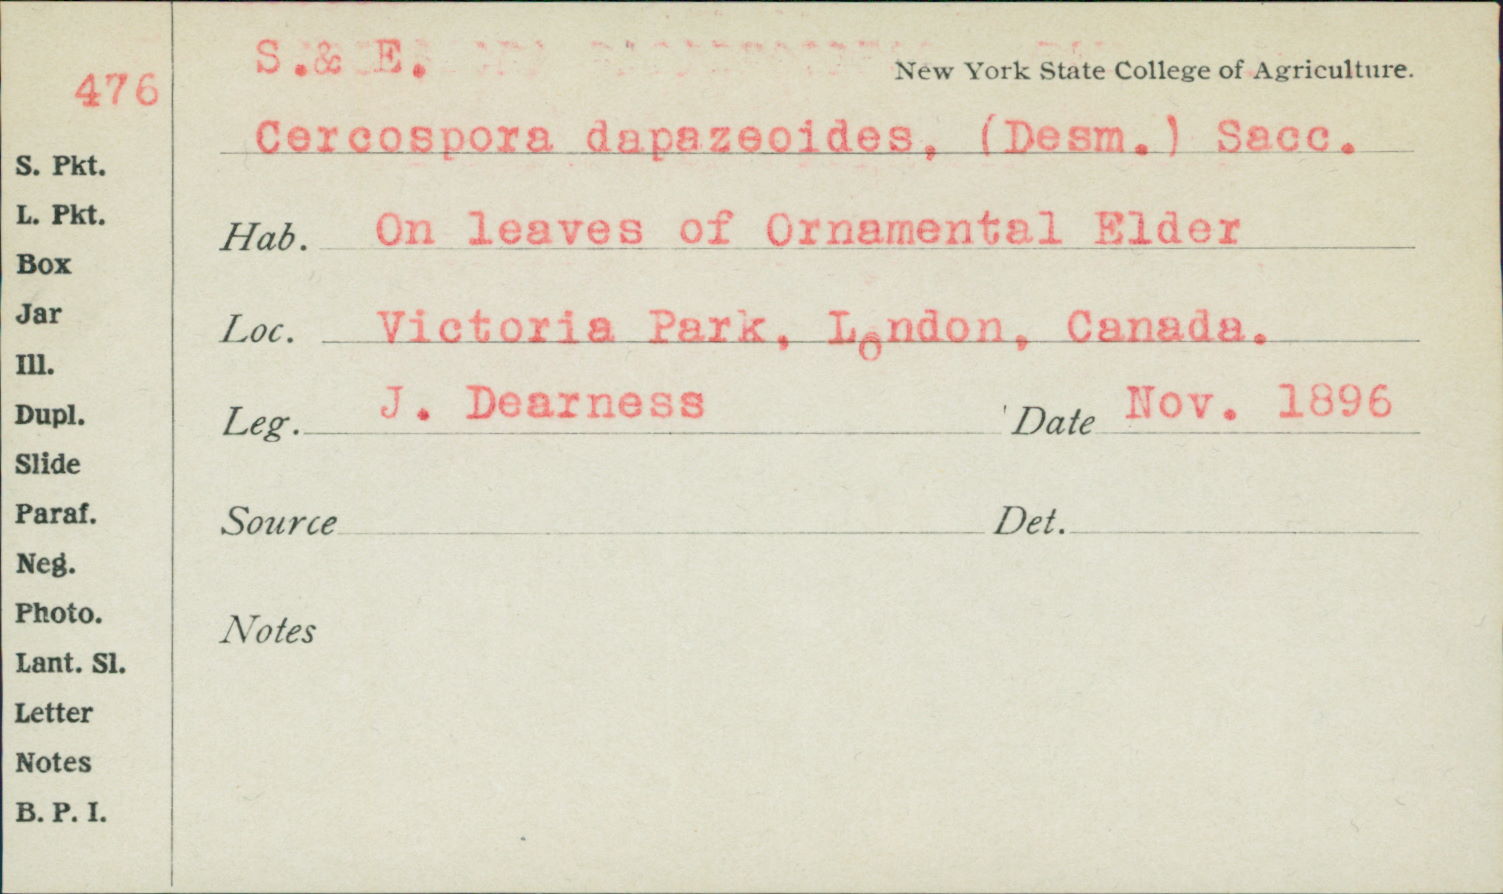 S.& E.
New York State College of Agriculture.
476
Cercospora dapazeoides, (Desm.) Sacc.
Hab. On leaves of Ornamental Elder
Loc. Victoria Park, London, Canada.
Leg. J. Dearness Date Nov. 1896
Source Det.
Notes
S. Pkt.
L. Pkt.
Box
Jar
Ill.
Dupl.
Slide
Paraf.
Neg.
Photo.
Lant. Sl.
Letter
Notes
B. P. I.